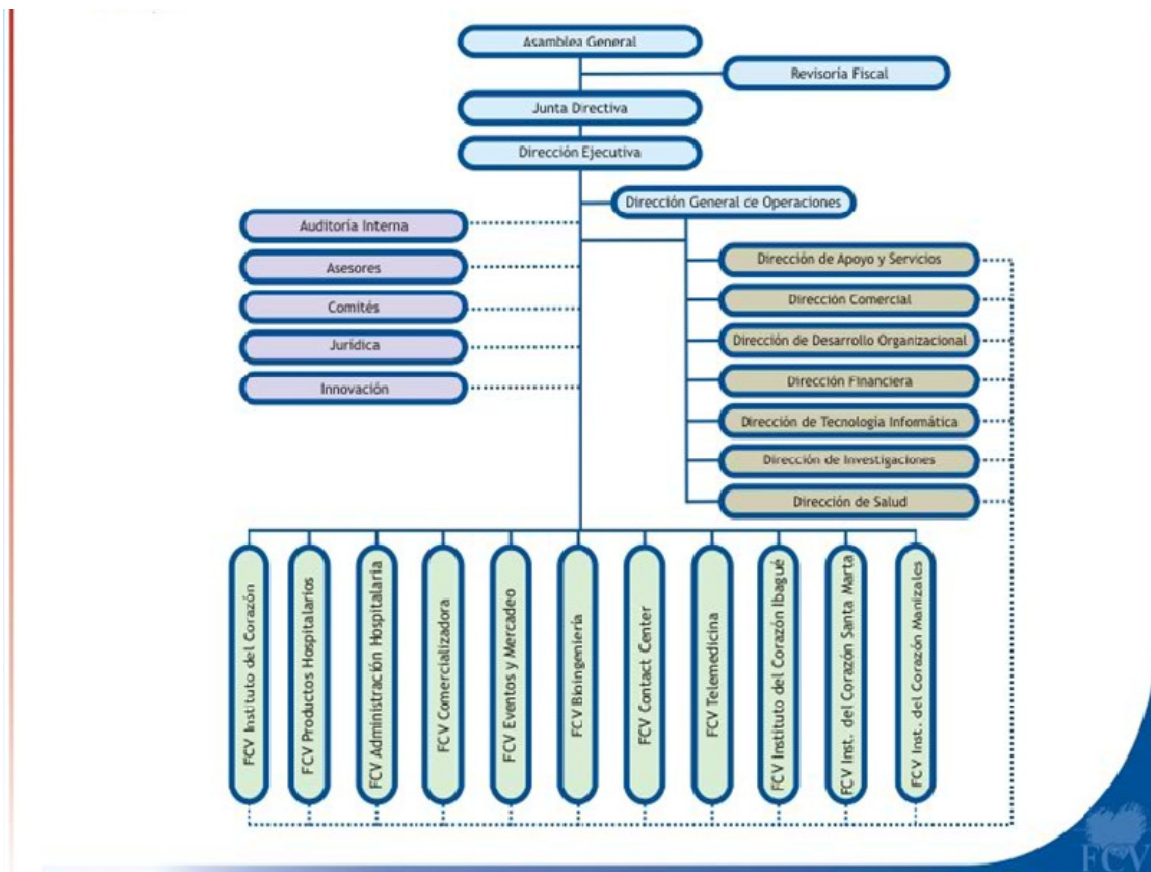 Asamblea General
Revisoría Fiscal
Junta Directiva
Dirección Ejecutiva
Dirección General de Operaciones
Auditoría Interna
Asesores
Comités
Jurídica
Innovación
Dirección de Apoyo y Servicios
Dirección Comercial
Dirección de Desarrollo Organizacional
Dirección Financiera
Dirección de Tecnología Informática
Dirección de Investigaciones
Dirección de Salud
FCV Instituto del Corazón
FCV Productos Hospitalarios
FCV Administración Hospitalaria
FCV Comercializadora
FCV Eventos y Mercadeo
FCV Bioingeniería
FCV Contact Center
FCV Telemedicina
FCV Instituto del Corazón Ibagué
FCV Inst. del Corazón Santa Marta
FCV Inst. del Corazón Manizales
FCV